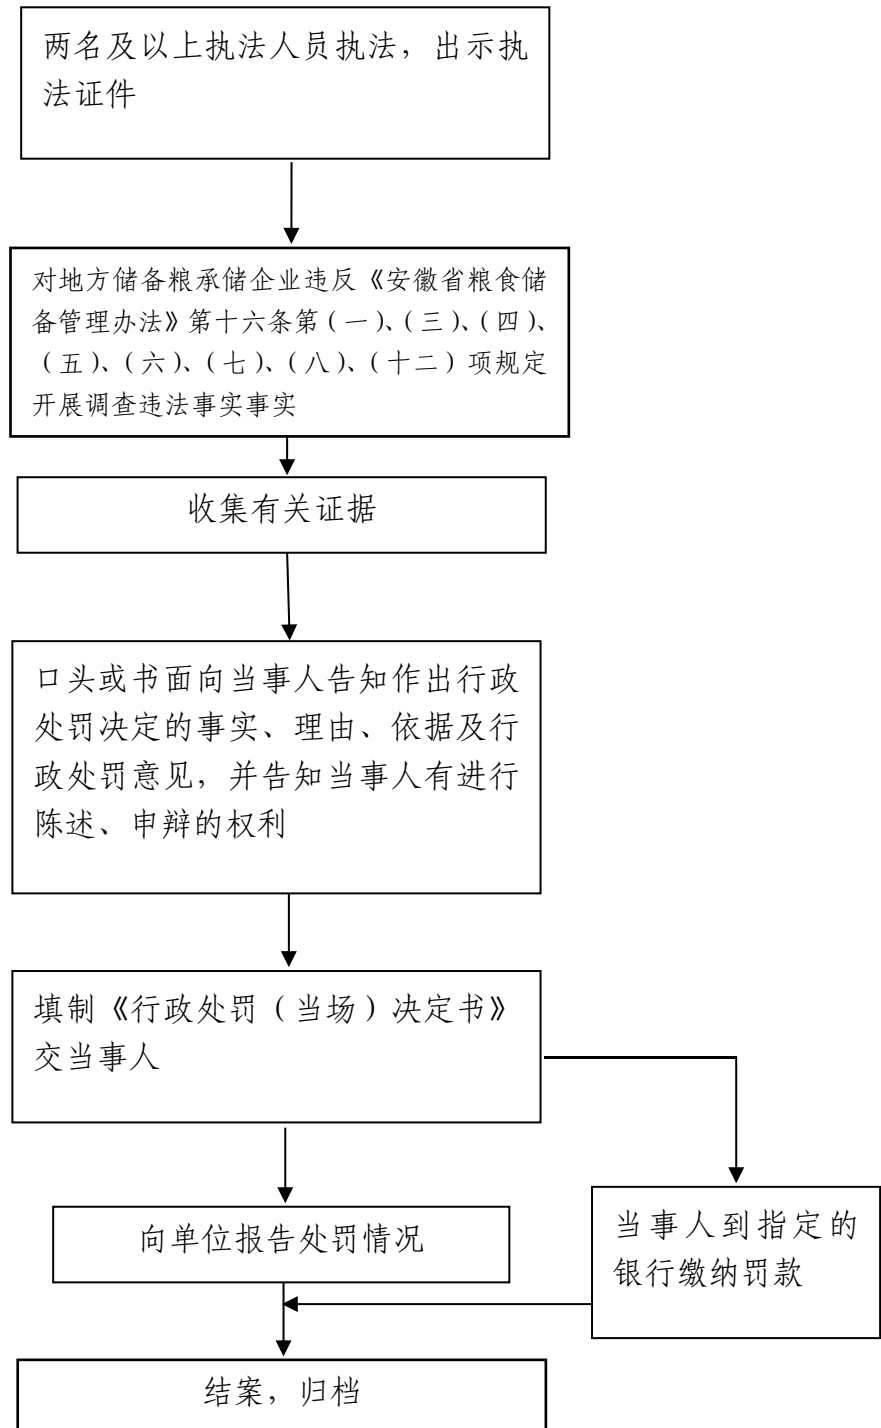 两名及以上执法人员执法，出示执
法证件
对地方储备粮承储企业违反《安徽省粮食储
备管理办法》第十六条第（一）、（三）、（四）、
（五）、（六）、（七）、（八）、（十二）项规定
开展调查违法事实事实
收集有关证据
口头或书面向当事人告知作出行政
处罚决定的事实、理由、依据及行
政处罚意见，并告知当事人有进行
陈述、申辩的权利
填制《行政处罚（当场）决定书》
交当事人
向单位报告处罚情况
当事人到指定的
银行缴纳罚款
结案，归档